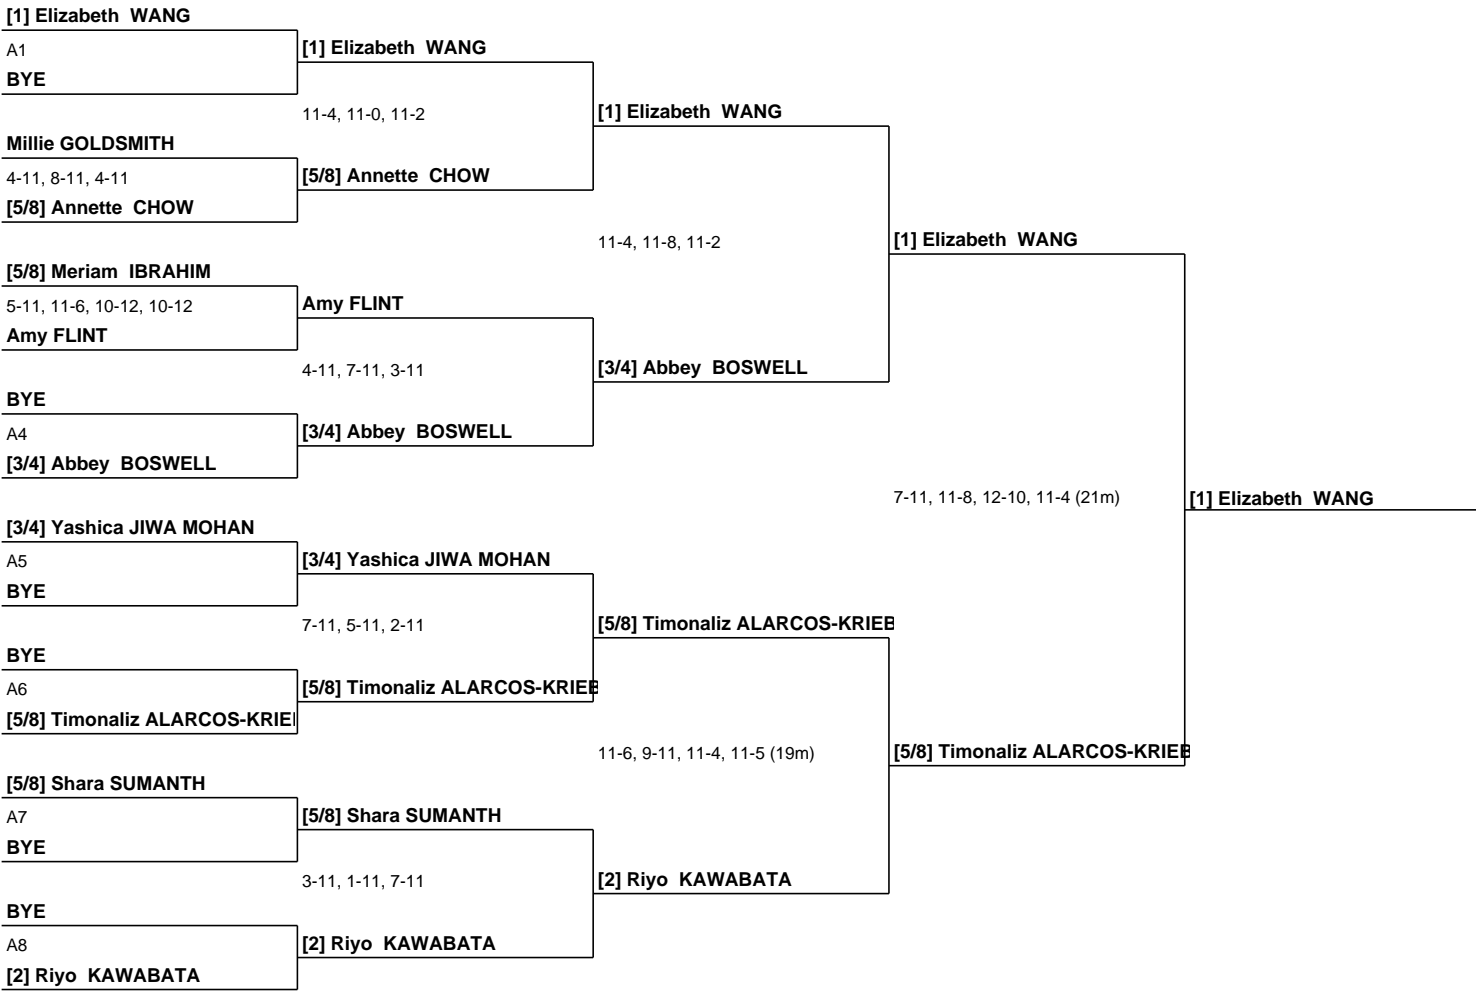 [1] Elizabeth WANG
A1
BYE
Millie GOLDSMITH
4-11, 8-11, 4-11
[5/8] Annette CHOW
[5/8] Meriam IBRAHIM
5-11, 11-6, 10-12, 10-12
Amy FLINT
BYE
A4
[3/4] Abbey BOSWELL
[3/4] Yashica JIWA MOHAN
A5
BYE
BYE
A6
[5/8] Timonaliz ALARCOS-KRIE
[5/8] Shara SUMANTH
A7
BYE
BYE
A8
[2] Riyo KAWABATA
[1] Elizabeth WANG
11-4, 11-0, 11-2
[5/8] Annette CHOW
Amy FLINT
4-11, 7-11, 3-11
[3/4] Abbey BOSWELL
[3/4] Yashica JIWA MOHAN
7-11, 5-11, 2-11
[5/8] Timonaliz ALARCOS-KRIEB
[5/8] Shara SUMANTH
3-11, 1-11, 7-11
[2] Riyo KAWABATA
[1] Elizabeth WANG
11-4, 11-8, 11-2
[3/4] Abbey BOSWELL
[5/8] Timonaliz ALARCOS-KRIEB
11-6, 9-11, 11-4, 11-5 (19m)
[2] Riyo KAWABATA
[1] Elizabeth WANG
7-11, 11-8, 12-10, 11-4 (21m)
[5/8] Timonaliz ALARCOS-KRIEB
[1] Elizabeth WANG